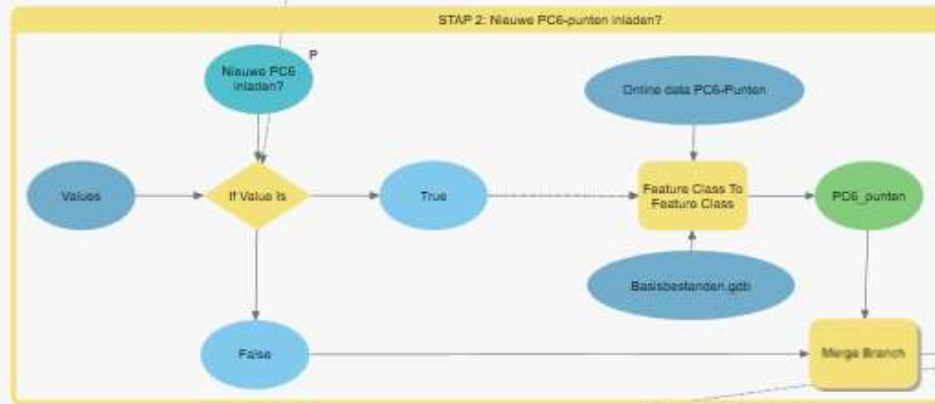 STAP 2: Nieuwe PC6-punten inladen?
P
Nieuwe PC6
inladen?
Online data PC6-Punten
Values
If Value Is
True
Feature Class To
Feature Class
PC6_punten
Basisbestanden.gdb
False
Merge Branch